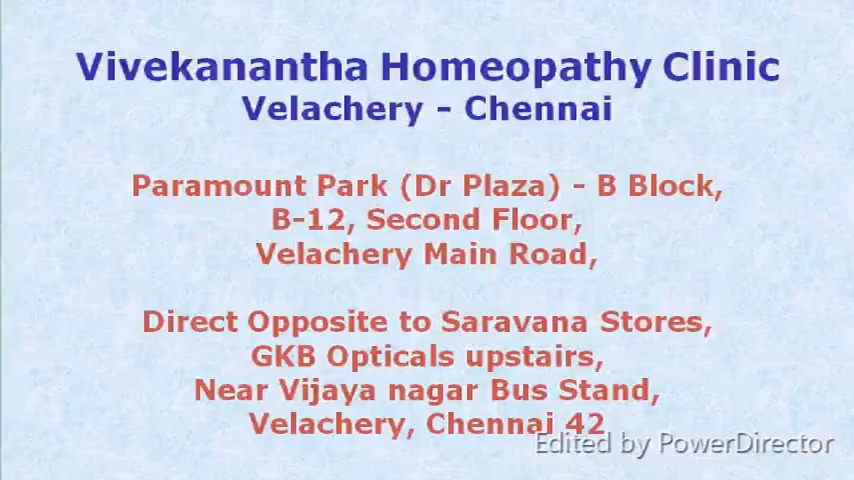 Vivekanantha Homeopathy Clinic
Velachery - Chennai
Paramount Park (Dr Plaza) - B Block,
B-12, Second Floor,
Velachery Main Road,
Direct Opposite to Saravana Stores,
GKB Opticals upstairs,
Near Vijaya nagar Bus Stand,
Velachery, Chennai 42
Edited by PowerDirector